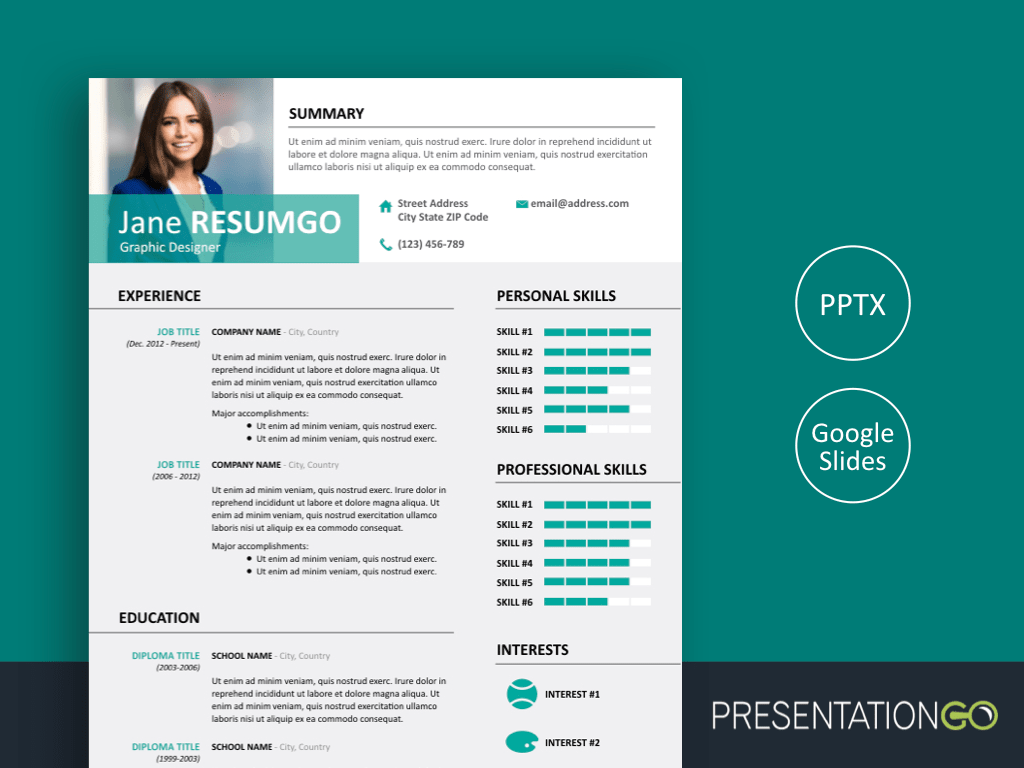 SUMMARY
Ut enim ad minim veniam, quis nostrud exerc. Irure dolor in reprehend incididunt ut
labore et dolore magna aliqua. Ut enim ad minim veniam, quis nostrud exercitation
ullamco laboris nisi ut aliquip ex ea commodo consequat.
Jane RESUMGO
Graphic Designer
Street Address
City State ZIP Code
email@address.com
(123) 456-789
EXPERIENCE
JOB TITLE
(Dec. 2012 - Present)
COMPANY NAME - City, Country
Ut enim ad minim veniam, quis nostrud exerc. Irure dolor in
reprehend incididunt ut labore et dolore magna aliqua. Ut
enim ad minim veniam, quis nostrud exercitation ullamco
laboris nisi ut aliquip ex ea commodo consequat.
Major accomplishments:
● Ut enim ad minim veniam, quis nostrud exerc.
● Ut enim ad minim veniam, quis nostrud exerc.
JOB TITLE
(2006 - 2012)
COMPANY NAME - City, Country
Ut enim ad minim veniam, quis nostrud exerc. Irure dolor in
reprehend incididunt ut labore et dolore magna aliqua. Ut
enim ad minim veniam, quis nostrud exercitation ullamco
laboris nisi ut aliquip ex ea commodo consequat.
Major accomplishments:
● Ut enim ad minim veniam, quis nostrud exerc.
● Ut enim ad minim veniam, quis nostrud exerc.
EDUCATION
DIPLOMA TITLE
(2003-2006)
SCHOOL NAME - City, Country
Ut enim ad minim veniam, quis nostrud exerc. Irure dolor in
reprehend incididunt ut labore et dolore magna aliqua. Ut
enim ad minim veniam, quis nostrud exercitation ullamco
laboris nisi ut aliquip ex ea commodo consequat.
DIPLOMA TITLE
(1999-2003)
SCHOOL NAME - City, Country
PERSONAL SKILLS
SKILL #1
SKILL #2
SKILL #3
SKILL #4
SKILL #5
SKILL #6
PROFESSIONAL SKILLS
SKILL #1
SKILL #2
SKILL #3
SKILL #4
SKILL #5
SKILL #6
INTERESTS
INTEREST #1
INTEREST #2
PPTX
Google
Slides
PRESENTATIONGO